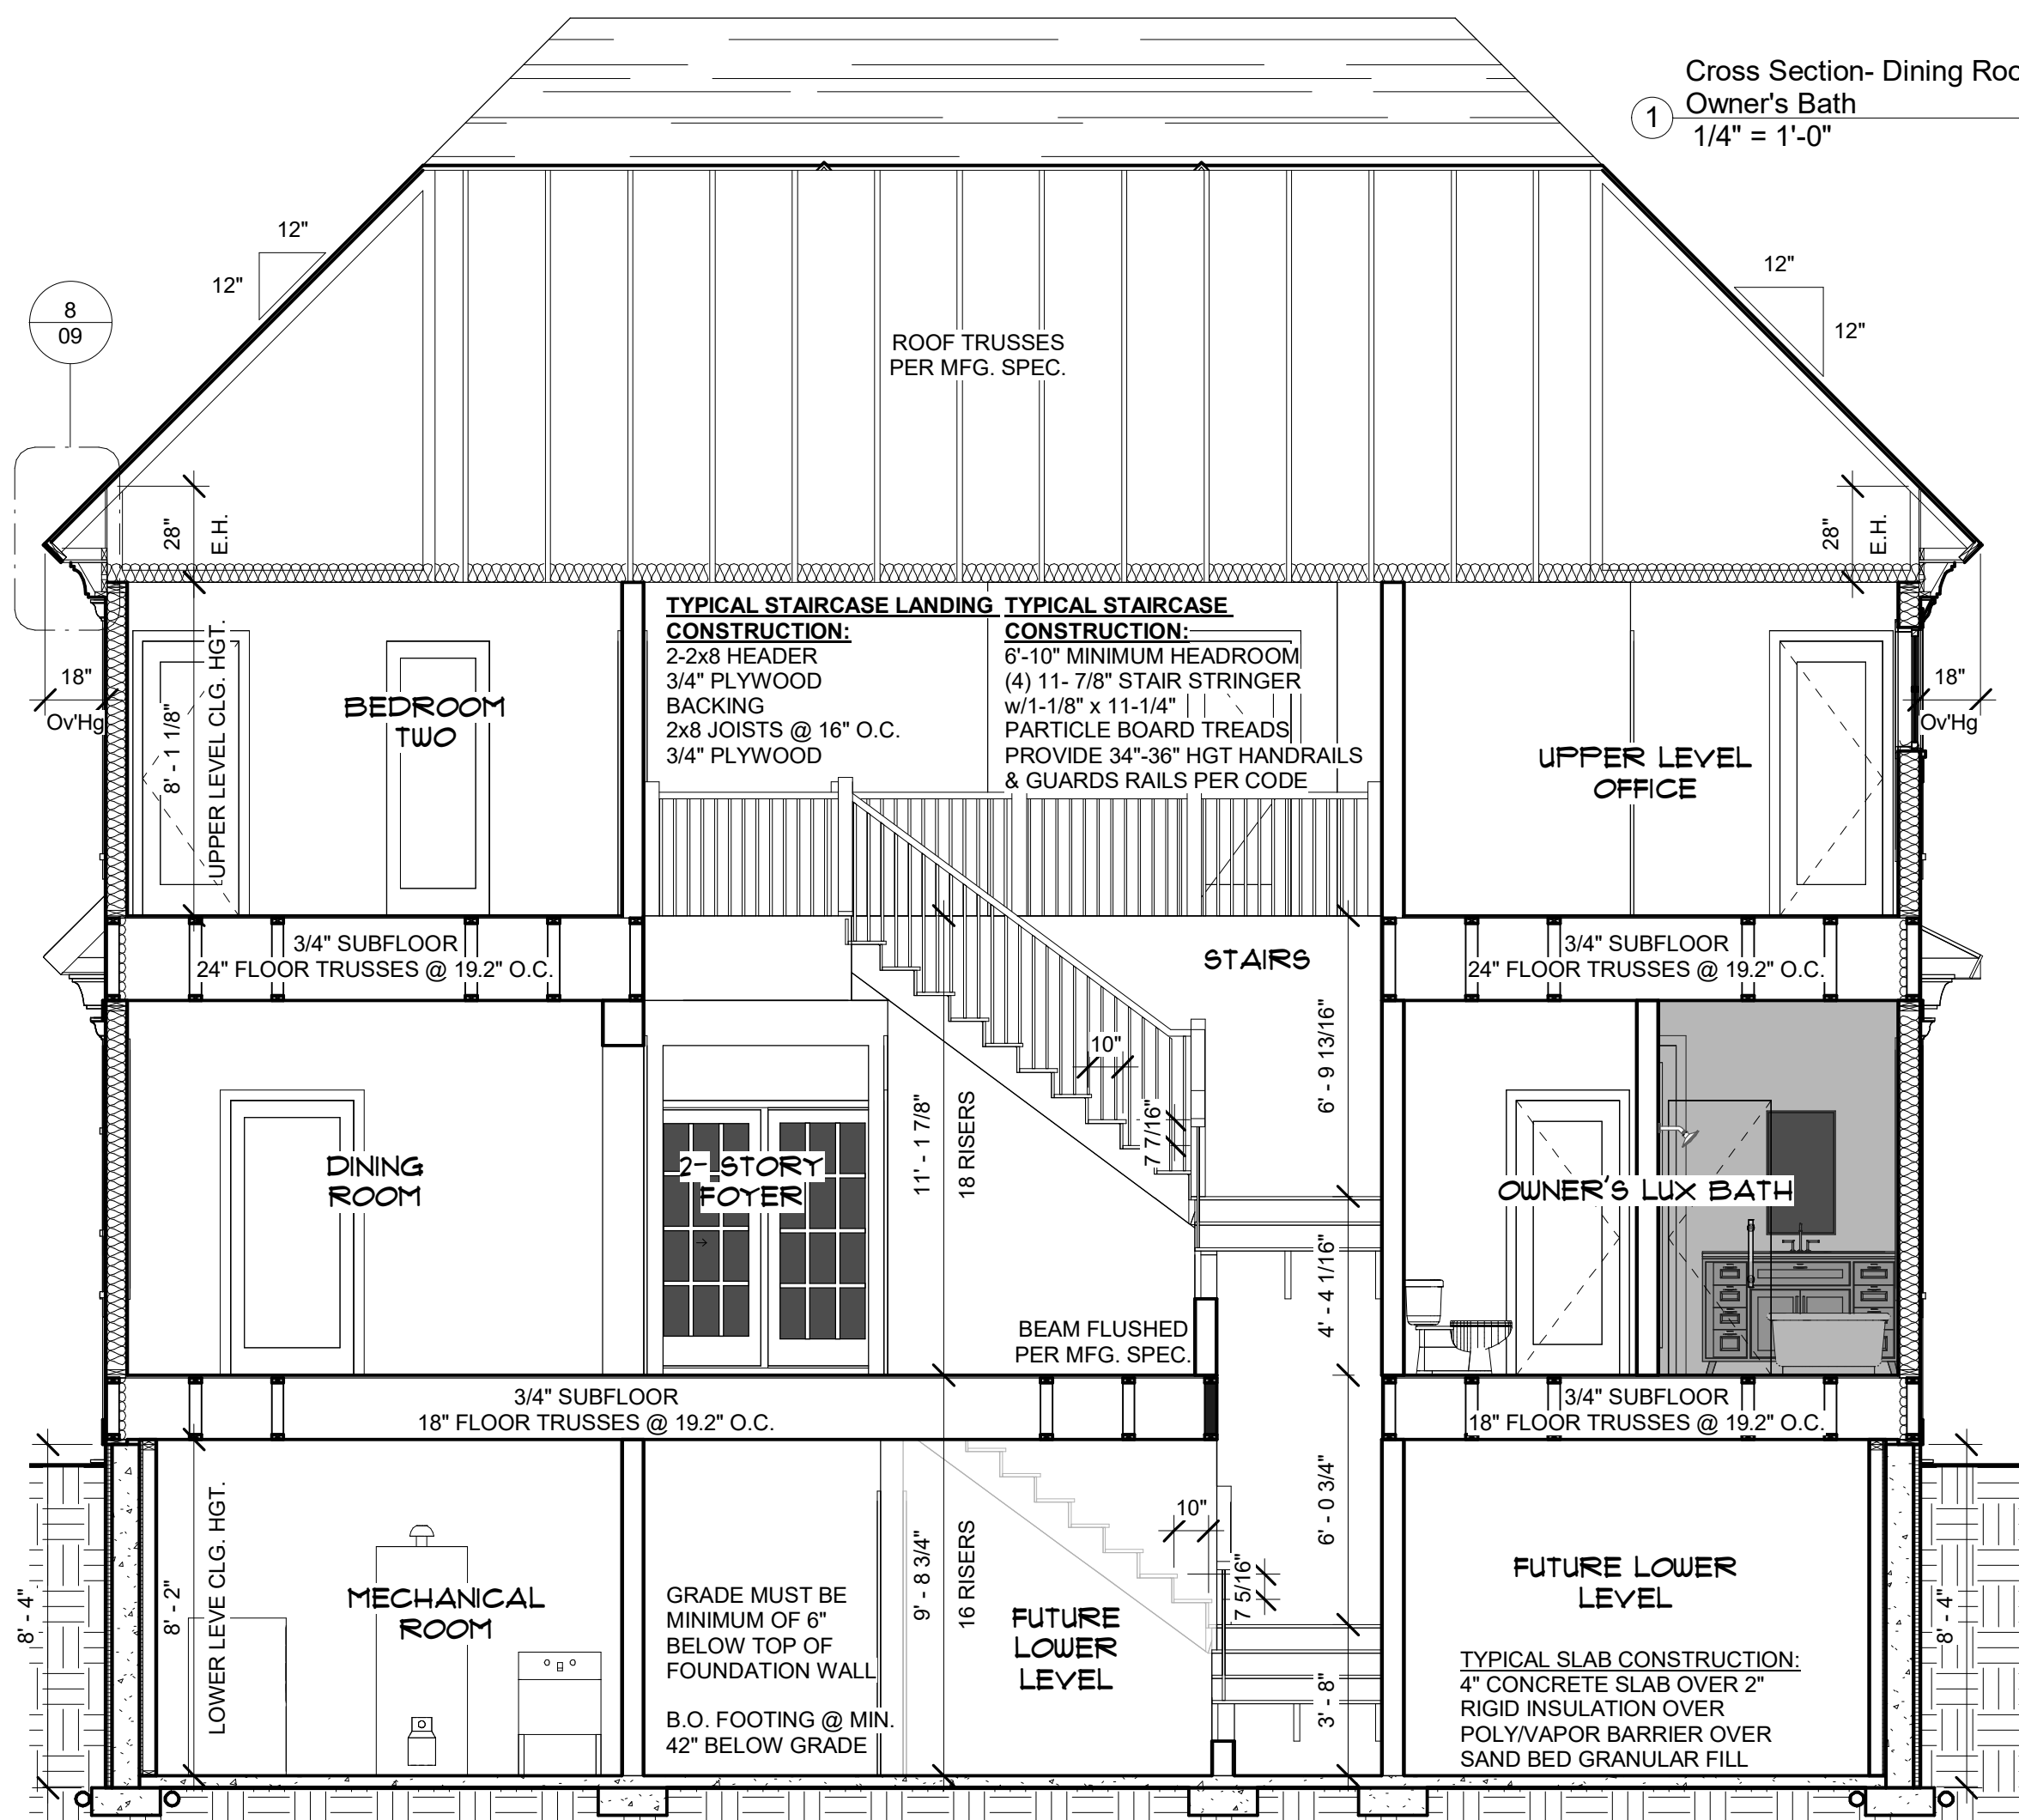 Cross Section- Dining Roo
Owner's Bath
1
1/4" = 1'-0"
12"
12"
12"
12"
8
09
ROOF TRUSSES
PER MFG. SPEC.
28"
E.H.
28"
E.H.
18"
Ov'Hg
18"
Ov'Hg
8' - 1 1/8"
UPPER LEVEL CLG. HGT.
BEDROOM
TWO
TYPICAL STAIRCASE LANDING
CONSTRUCTION:
2-2x8 HEADER
3/4" PLYWOOD
BACKING
2x8 JOISTS @ 16" O.C.
3/4" PLYWOOD
TYPICAL STAIRCASE
CONSTRUCTION:
6'-10" MINIMUM HEADROOM
(4) 11- 7/8" STAIR STRINGER
w/1-1/8" x 11-1/4"
PARTICLE BOARD TREADS
PROVIDE 34"-36" HGT HANDRAILS
& GUARDS RAILS PER CODE
UPPER LEVEL
OFFICE
3/4" SUBFLOOR
24" FLOOR TRUSSES @ 19.2" O.C.
STAIRS
3/4" SUBFLOOR
24" FLOOR TRUSSES @ 19.2" O.C.
DINING
ROOM
2- STORY
FOYER
11' - 1 7/8"
18 RISERS
10"
7 7/16"
6' - 9 13/16"
4' - 4 1/16"
OWNER'S LUX BATH
BEAM FLUSHED
PER MFG. SPEC.
3/4" SUBFLOOR
18" FLOOR TRUSSES @ 19.2" O.C.
3/4" SUBFLOOR
18" FLOOR TRUSSES @ 19.2" O.C.
8' - 4"
8' - 2"
LOWER LEVE CLG. HGT.
MECHANICAL
ROOM
GRADE MUST BE
MINIMUM OF 6"
BELOW TOP OF
FOUNDATION WALL
B.O. FOOTING @ MIN.
42" BELOW GRADE
9' - 8 3/4"
16 RISERS
FUTURE
LOWER
LEVEL
10"
7 5/16"
6' - 0 3/4"
3' - 8"
FUTURE LOWER
LEVEL
TYPICAL SLAB CONSTRUCTION:
4" CONCRETE SLAB OVER 2"
RIGID INSULATION OVER
POLY/VAPOR BARRIER OVER
SAND BED GRANULAR FILL
8' - 4"